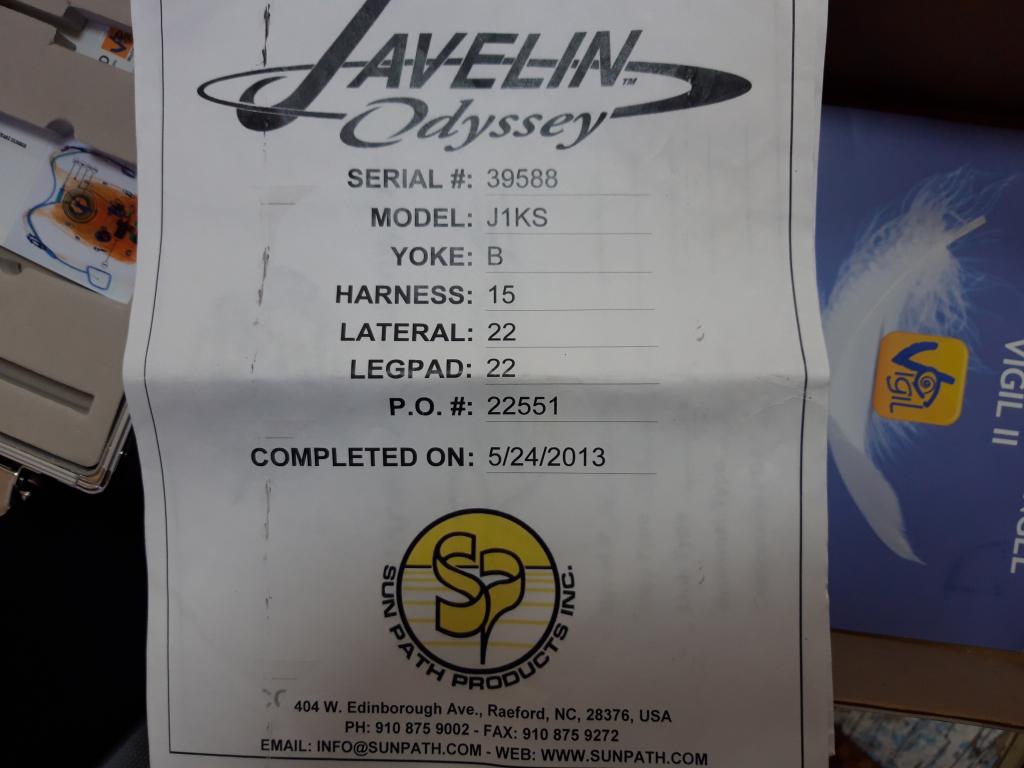 JAVELIN™
Odyssey
SERIAL #: 39588
MODEL: J1KS
YOKE: B
HARNESS: 15
LATERAL: 22
LEGPAD: 22
P.O. #: 22551
COMPLETED ON: 5/24/2013
SP
SUN PATH PRODUCTS INC.
404 W. Edinborough Ave., Raeford, NC, 28376, USA
PH: 910 875 9002 - FAX: 910 875 9272
EMAIL: INFO@SUNPATH.COM - WEB: WWW.SUNPATH.COM
VIGIL
VIGIL II